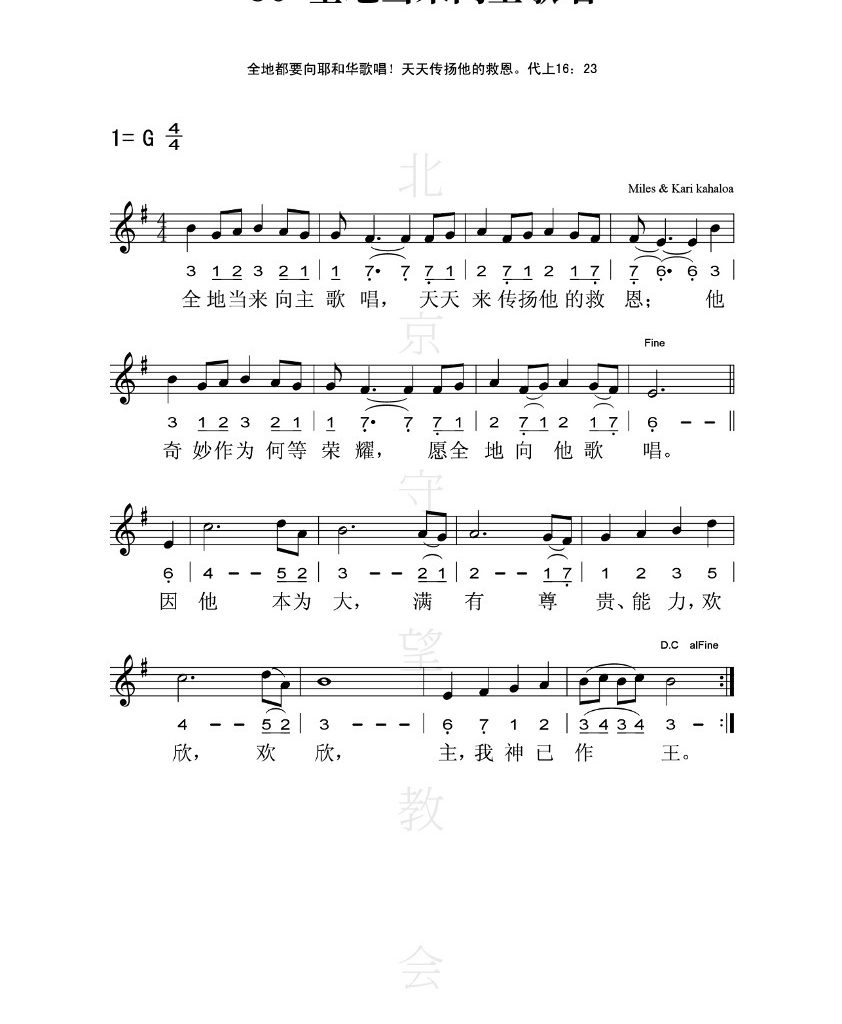 全地都要向耶和华歌唱！天天传扬他的救恩。代上16：23
1= G 4/4
Miles & Kari kahaloa
3 1 2 3 2 1 | 1 7• 7 7 1 | 2 7 1 2 1 7 | 7 6• 6 3 |
全地当来向主歌唱，天天来传扬他的救恩；他
Fine
3 1 2 3 2 1 | 1 7• 7 7 1 | 2 7 1 2 1 7 | 6 - - ||
奇妙作为何等荣耀，愿全地向他歌唱。
6 | 4 - - 5 2 | 3 - - 2 1 | 2 - - 1 7 | 1 2 3 5 |
因他本为大，满有尊贵、能力，欢
D.C alFine
4 - - 5 2 | 3 - - - | 6 7 1 2 | 3 4 3 4 3 - :||
欣，欢欣，主，我神已作王。
北京守望教会